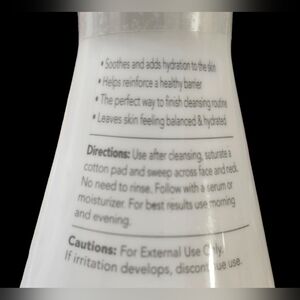 • Soothes and adds hydration to the skin
• Helps reinforce a healthy barrier
• The perfect way to finish cleansing routine
• Leaves skin feeling balanced & hydrated
Directions: Use after cleansing, saturate a
cotton pad and sweep across face and neck.
No need to rinse. Follow with a serum or
moisturizer. For best results use morning
and evening.
Cautions: For External Use Only.
If irritation develops, discontinue use.